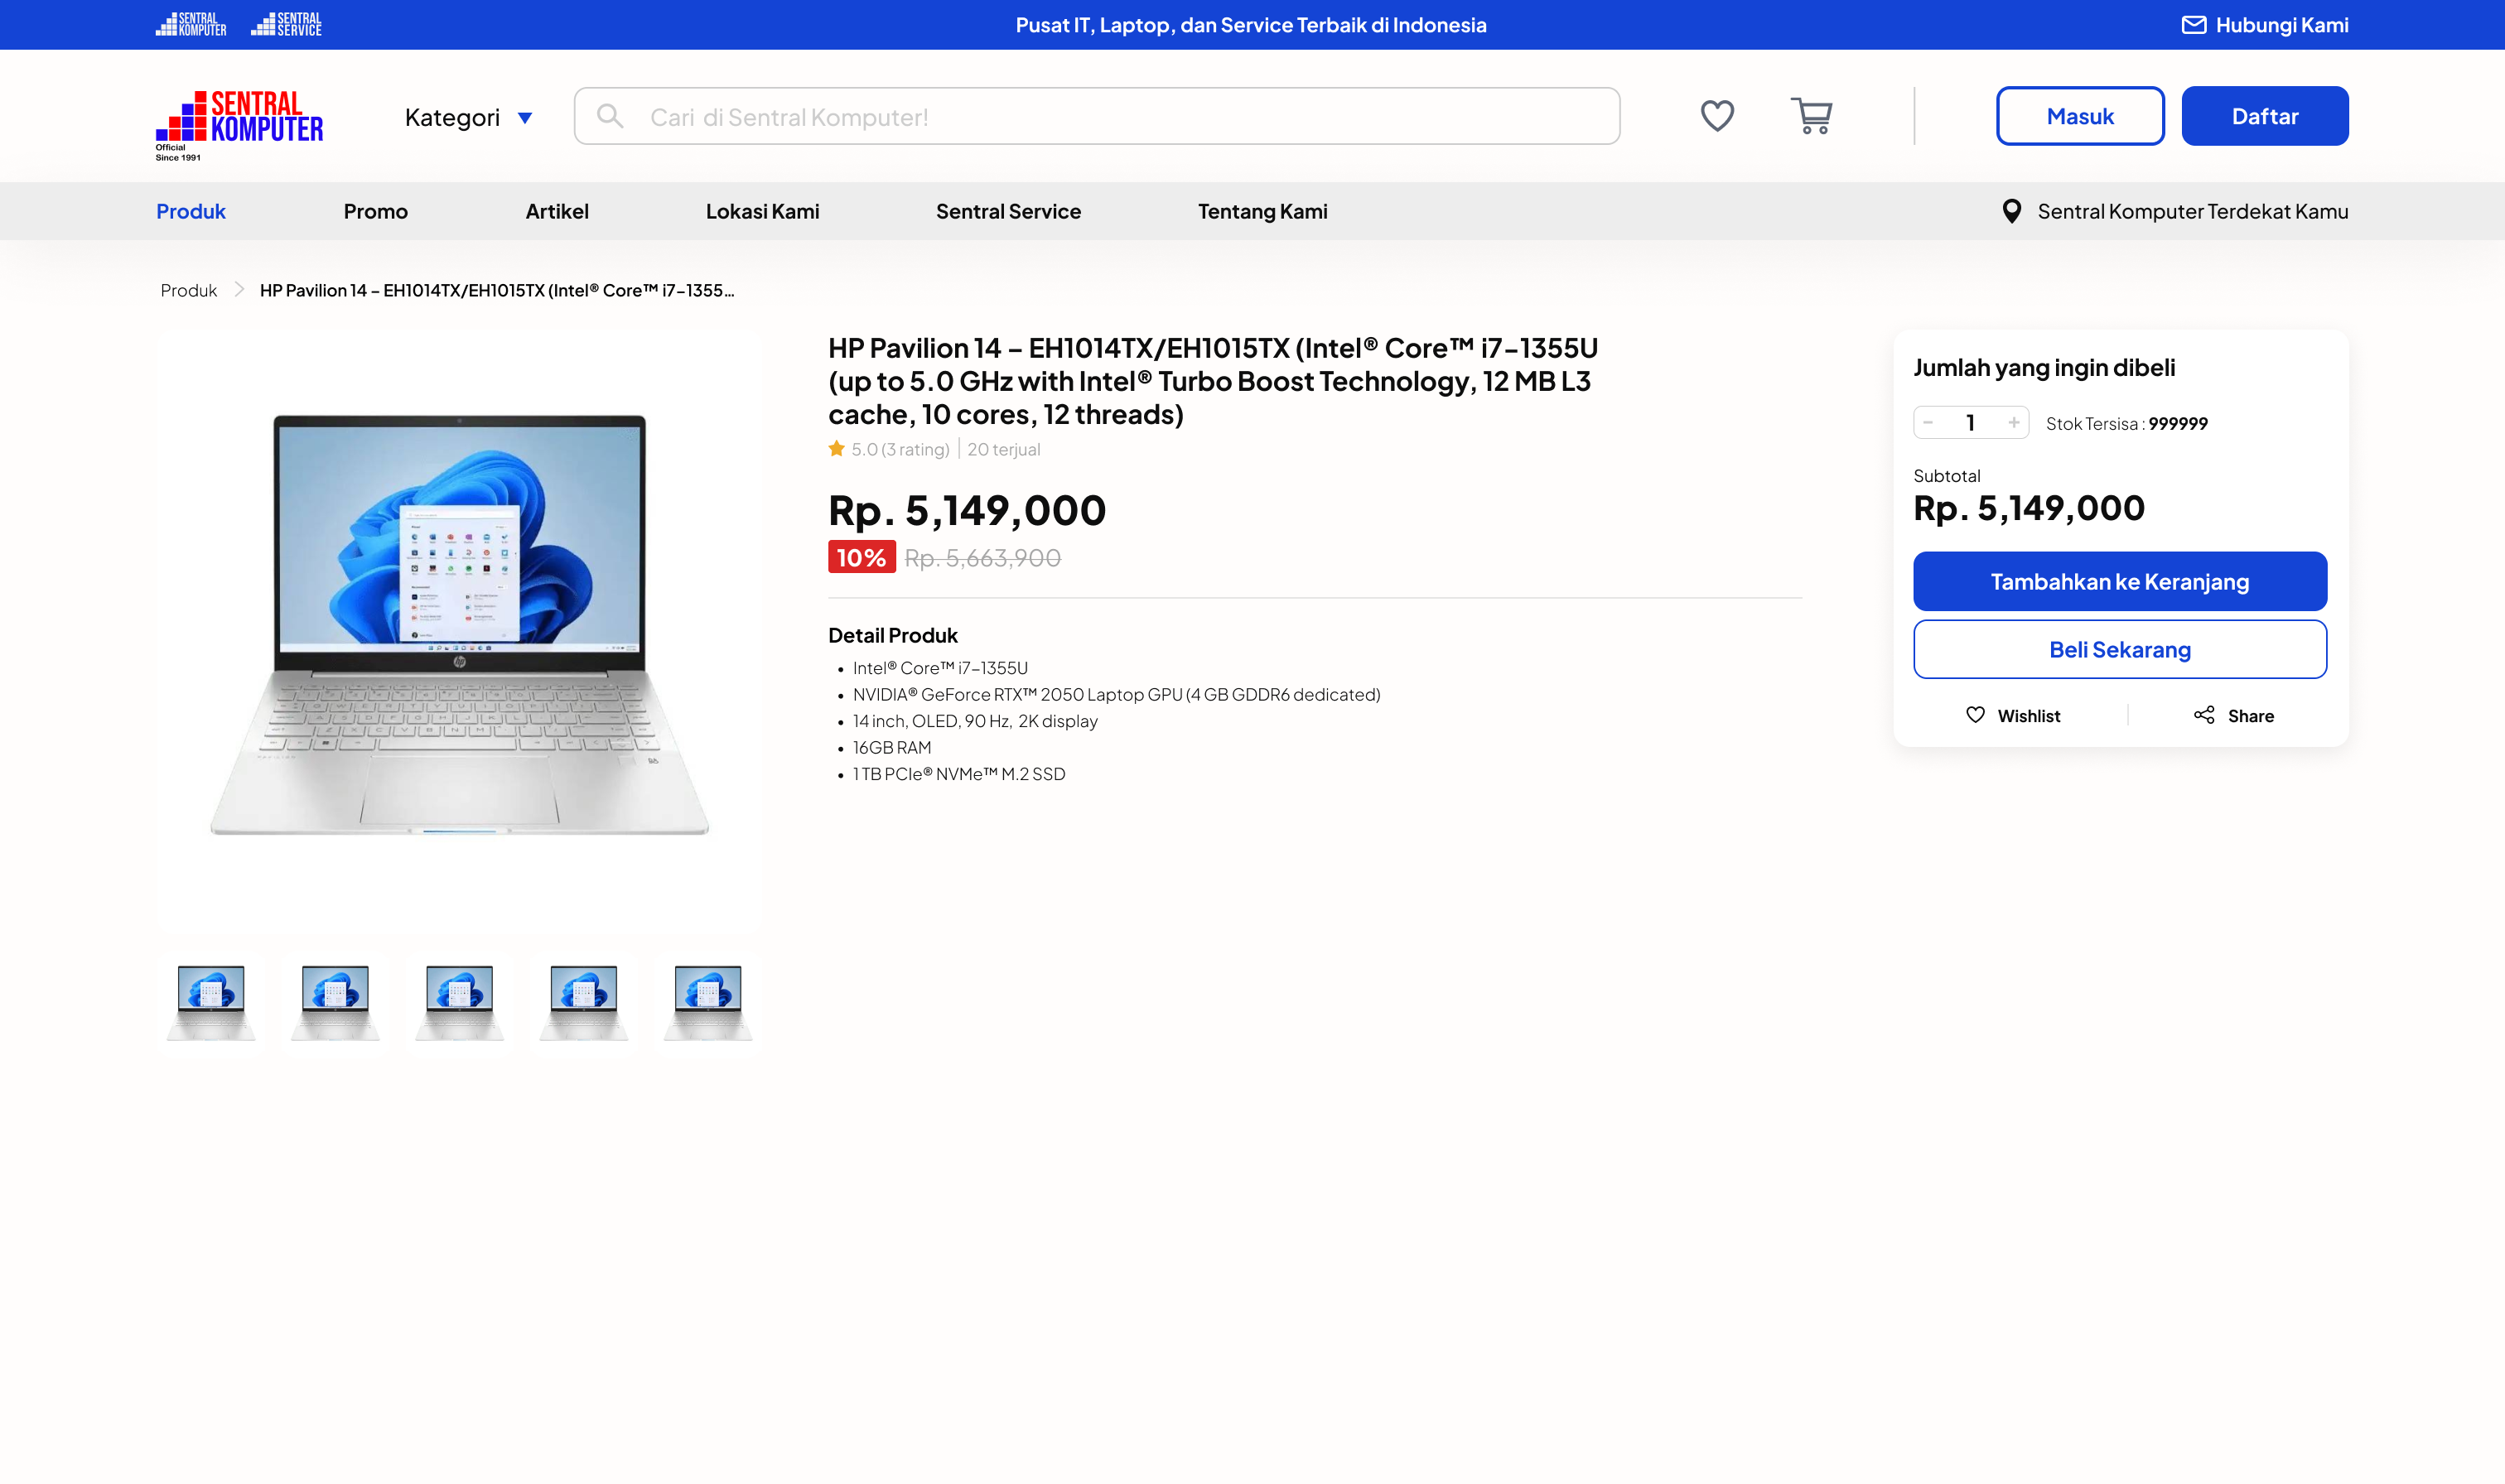 SENTRAL KOMPUTER
SENTRAL SERVICE
Pusat IT, Laptop, dan Service Terbaik di Indonesia
Hubungi Kami
SENTRAL
KOMPUTER
Official
Since 1991
Kategori
Cari di Sentral Komputer!
Masuk
Daftar
Produk
Promo
Artikel
Lokasi Kami
Sentral Service
Tentang Kami
Sentral Komputer Terdekat Kamu
Produk
HP Pavilion 14 – EH1014TX/EH1015TX (Intel® Core™ i7-1355...
HP Pavilion 14 – EH1014TX/EH1015TX (Intel® Core™ i7-1355U
(up to 5.0 GHz with Intel® Turbo Boost Technology, 12 MB L3
cache, 10 cores, 12 threads)
5.0 (3 rating) 20 terjual
Rp. 5,149,000
10% Rp. 5,663,900
Detail Produk
• Intel® Core™ i7-1355U
• NVIDIA® GeForce RTX™ 2050 Laptop GPU (4 GB GDDR6 dedicated)
• 14 inch, OLED, 90 Hz, 2K display
• 16GB RAM
• 1 TB PCIe® NVMe™ M.2 SSD
Jumlah yang ingin dibeli
1
Stok Tersisa : 999999
Subtotal
Rp. 5,149,000
Tambahkan ke Keranjang
Beli Sekarang
Wishlist
Share